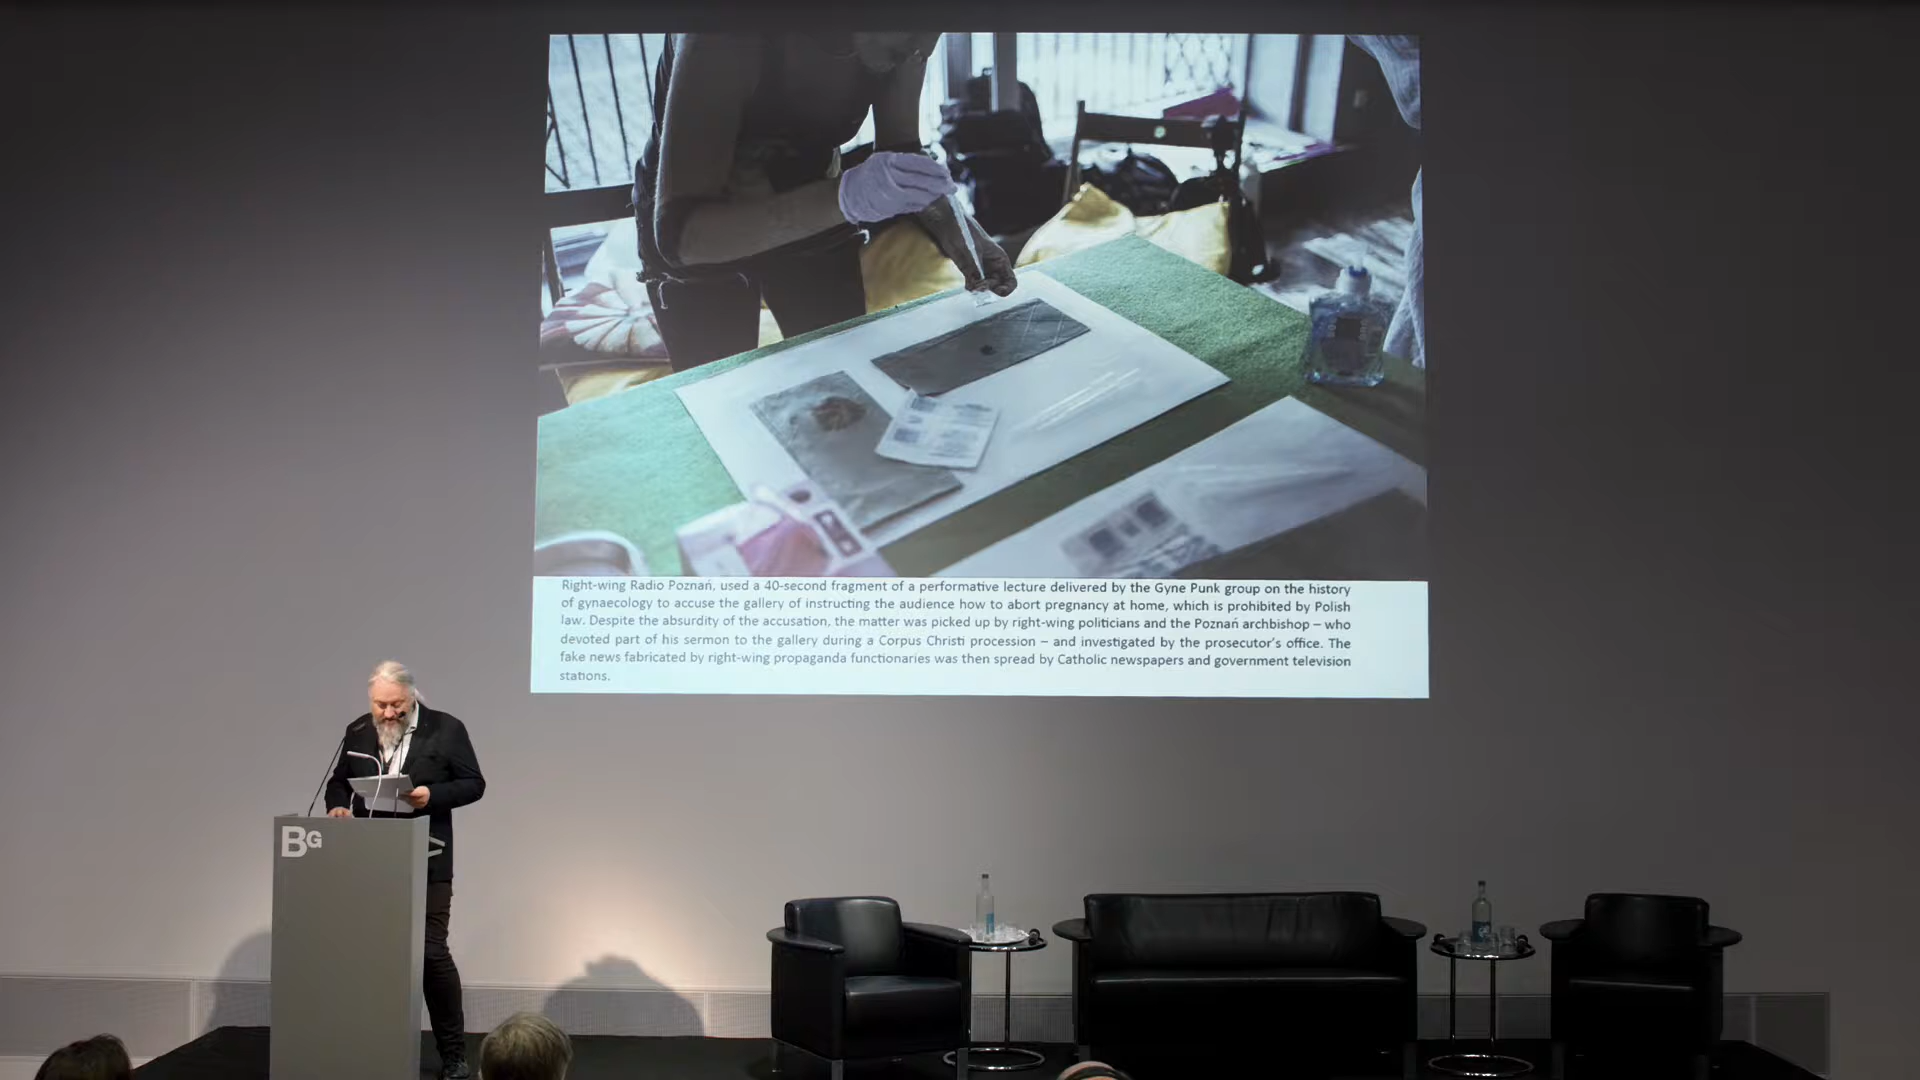 Right-wing Radio Poznań, used a 40-second fragment of a performative lecture delivered by the Gyne Punk group on the history
of gynaecology to accuse the gallery of instructing the audience how to abort pregnancy at home, which is prohibited by Polish
law. Despite the absurdity of the accusation, the matter was picked up by right-wing politicians and the Poznań archbishop – who
devoted part of his sermon to the gallery during a Corpus Christi procession – and investigated by the prosecutor's office. The
fake news fabricated by right-wing propaganda functionaries was then spread by Catholic newspapers and government television
stations.
BG